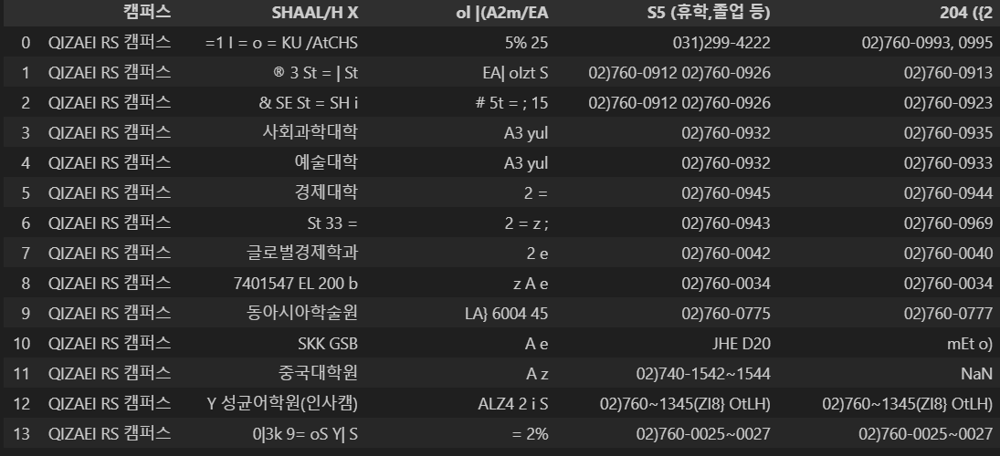 캠퍼스 SHAAL/H X ol |(A2m/EA S5 (휴학,졸업 등) 204 ({2
0 QIZAEI RS 캠퍼스 =1 I = o = KU /AtCHS 5% 25 031)299-4222 02)760-0993, 0995
1 QIZAEI RS 캠퍼스 ® 3 St = | St EA| olzt S 02)760-0912 02)760-0926 02)760-0913
2 QIZAEI RS 캠퍼스 & SE St = SH i # 5t = ; 15 02)760-0912 02)760-0926 02)760-0923
3 QIZAEI RS 캠퍼스 사회과학대학 A3 yul 02)760-0932 02)760-0935
4 QIZAEI RS 캠퍼스 예술대학 A3 yul 02)760-0932 02)760-0933
5 QIZAEI RS 캠퍼스 경제대학 2 = 02)760-0945 02)760-0944
6 QIZAEI RS 캠퍼스 St 33 = 2 = z ; 02)760-0943 02)760-0969
7 QIZAEI RS 캠퍼스 글로벌경제학과 2 e 02)760-0042 02)760-0040
8 QIZAEI RS 캠퍼스 7401547 EL 200 b z A e 02)760-0034 02)760-0034
9 QIZAEI RS 캠퍼스 동아시아학술원 LA} 6004 45 02)760-0775 02)760-0777
10 QIZAEI RS 캠퍼스 SKK GSB A e JHE D20 mEt o)
11 QIZAEI RS 캠퍼스 중국대학원 A z 02)740-1542~1544 NaN
12 QIZAEI RS 캠퍼스 Y 성균어학원(인사캠) ALZ4 2 i S 02)760~1345(ZI8} OtLH) 02)760~1345(ZI8} OtLH)
13 QIZAEI RS 캠퍼스 0|3k 9= oS Y| S = 2% 02)760-0025~0027 02)760-0025~0027